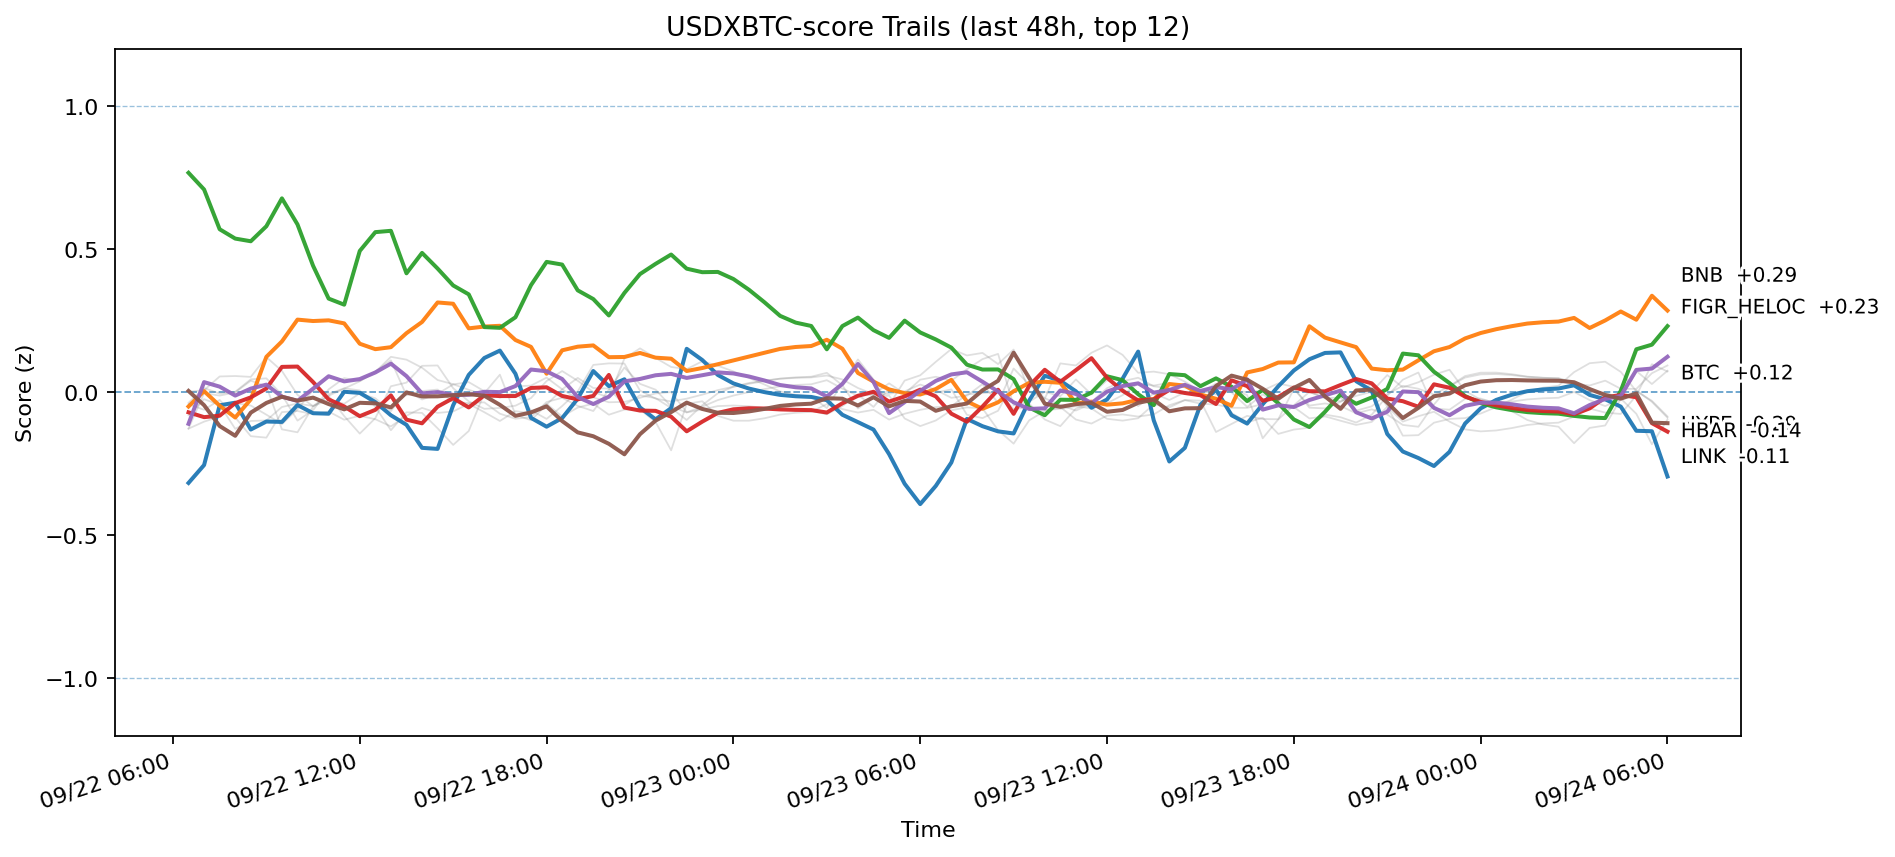 USDXBTC-score Trails (last 48h, top 12)
Score (z)
1.0
0.5
0.0
−0.5
−1.0
BNB +0.29
FIGR_HELOC +0.23
BTC +0.12
HBAR -0.14
LINK -0.11
09/22 06:00
09/22 12:00
09/22 18:00
09/23 00:00
09/23 06:00
09/23 12:00
09/23 18:00
09/24 00:00
09/24 06:00
Time